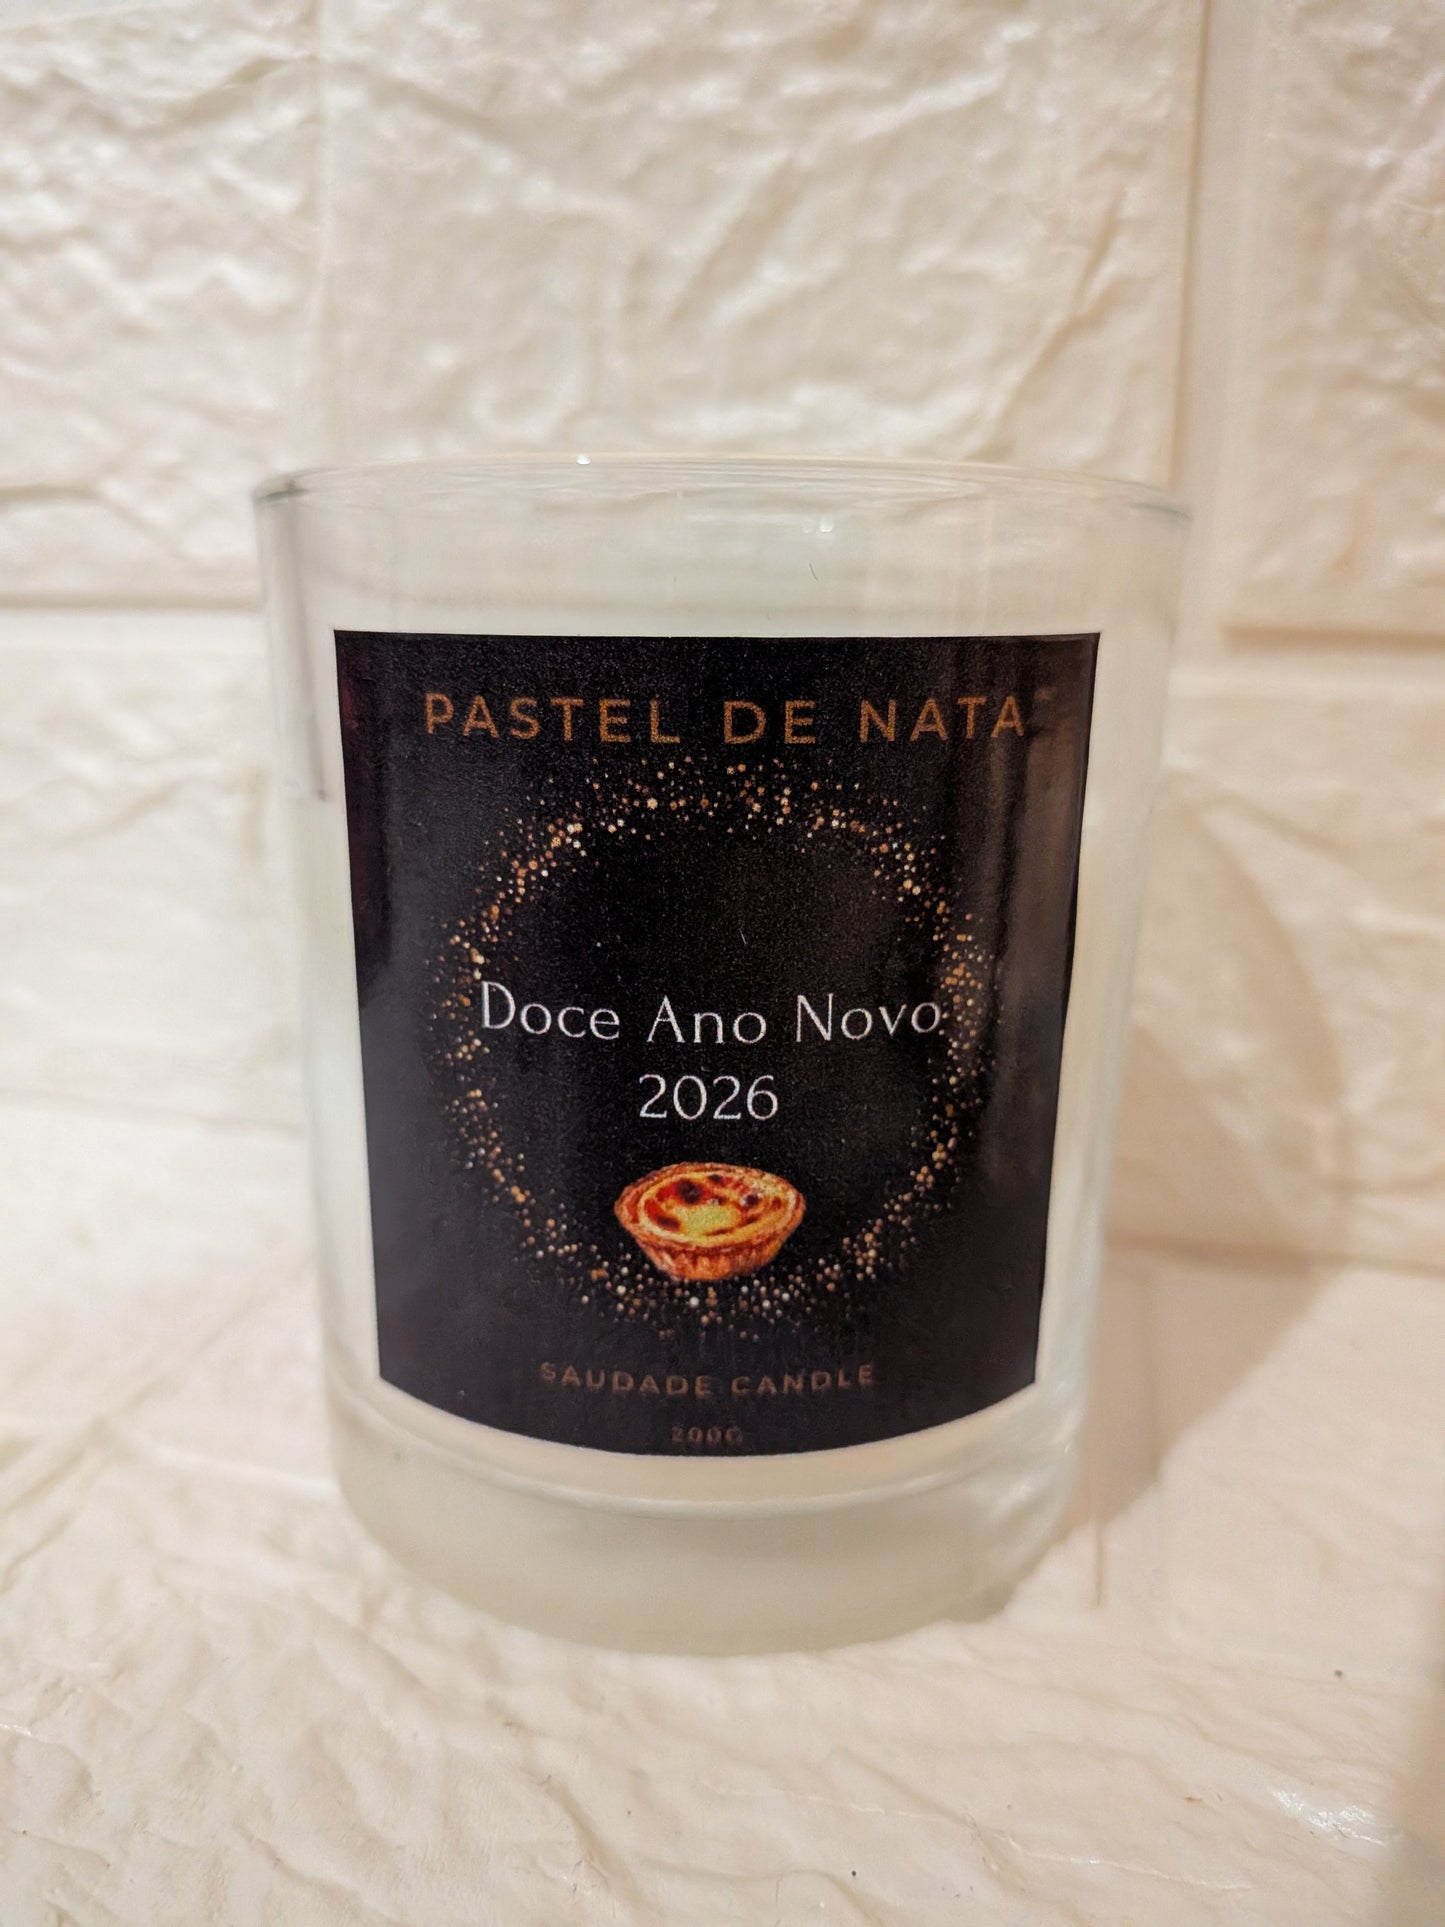 PASTEL DE NATA
Doce Ano Novo
2026
SAUDADE CANDLE
200G